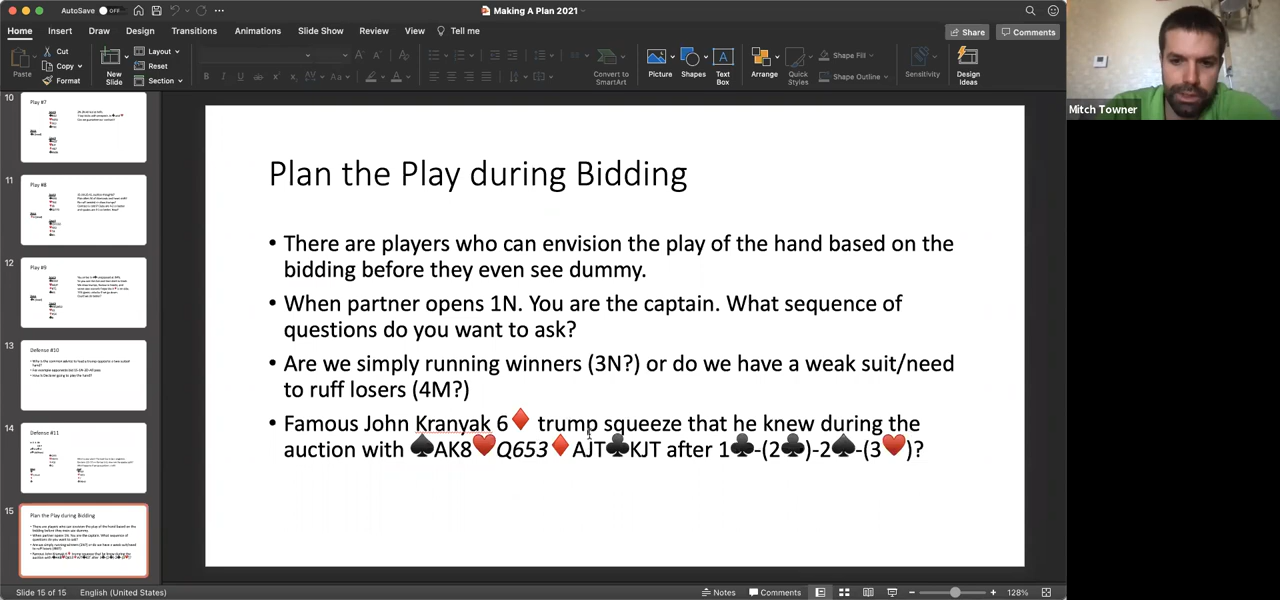 AutoSave OFF
Making A Plan 2021
Home Insert Draw Design Transitions Animations Slide Show Review View Tell me
Share Comments
Paste
Cut
Copy
Format
New Slide
Layout
Reset
Section
Convert to SmartArt
Picture
Shapes
Text Box
Arrange
Quick Styles
Shape Fill
Shape Outline
Sensitivity
Design Ideas
Mitch Towner
10
Play #7
11
Play #8
12
Play #9
13
Defense #10
14
Defense #11
15
Plan the Play during Bidding
Plan the Play during Bidding
• There are players who can envision the play of the hand based on the
bidding before they even see dummy.
• When partner opens 1N. You are the captain. What sequence of
questions do you want to ask?
• Are we simply running winners (3N?) or do we have a weak suit/need
to ruff losers (4M?)
• Famous John Kranyak 6♦ trump squeeze that he knew during the
auction with ♠AK8♥Q653♦AJT♣KJT after 1♣-(2♣)-2♠-(3♥)?
Slide 15 of 15 English (United States)
Notes Comments 128%